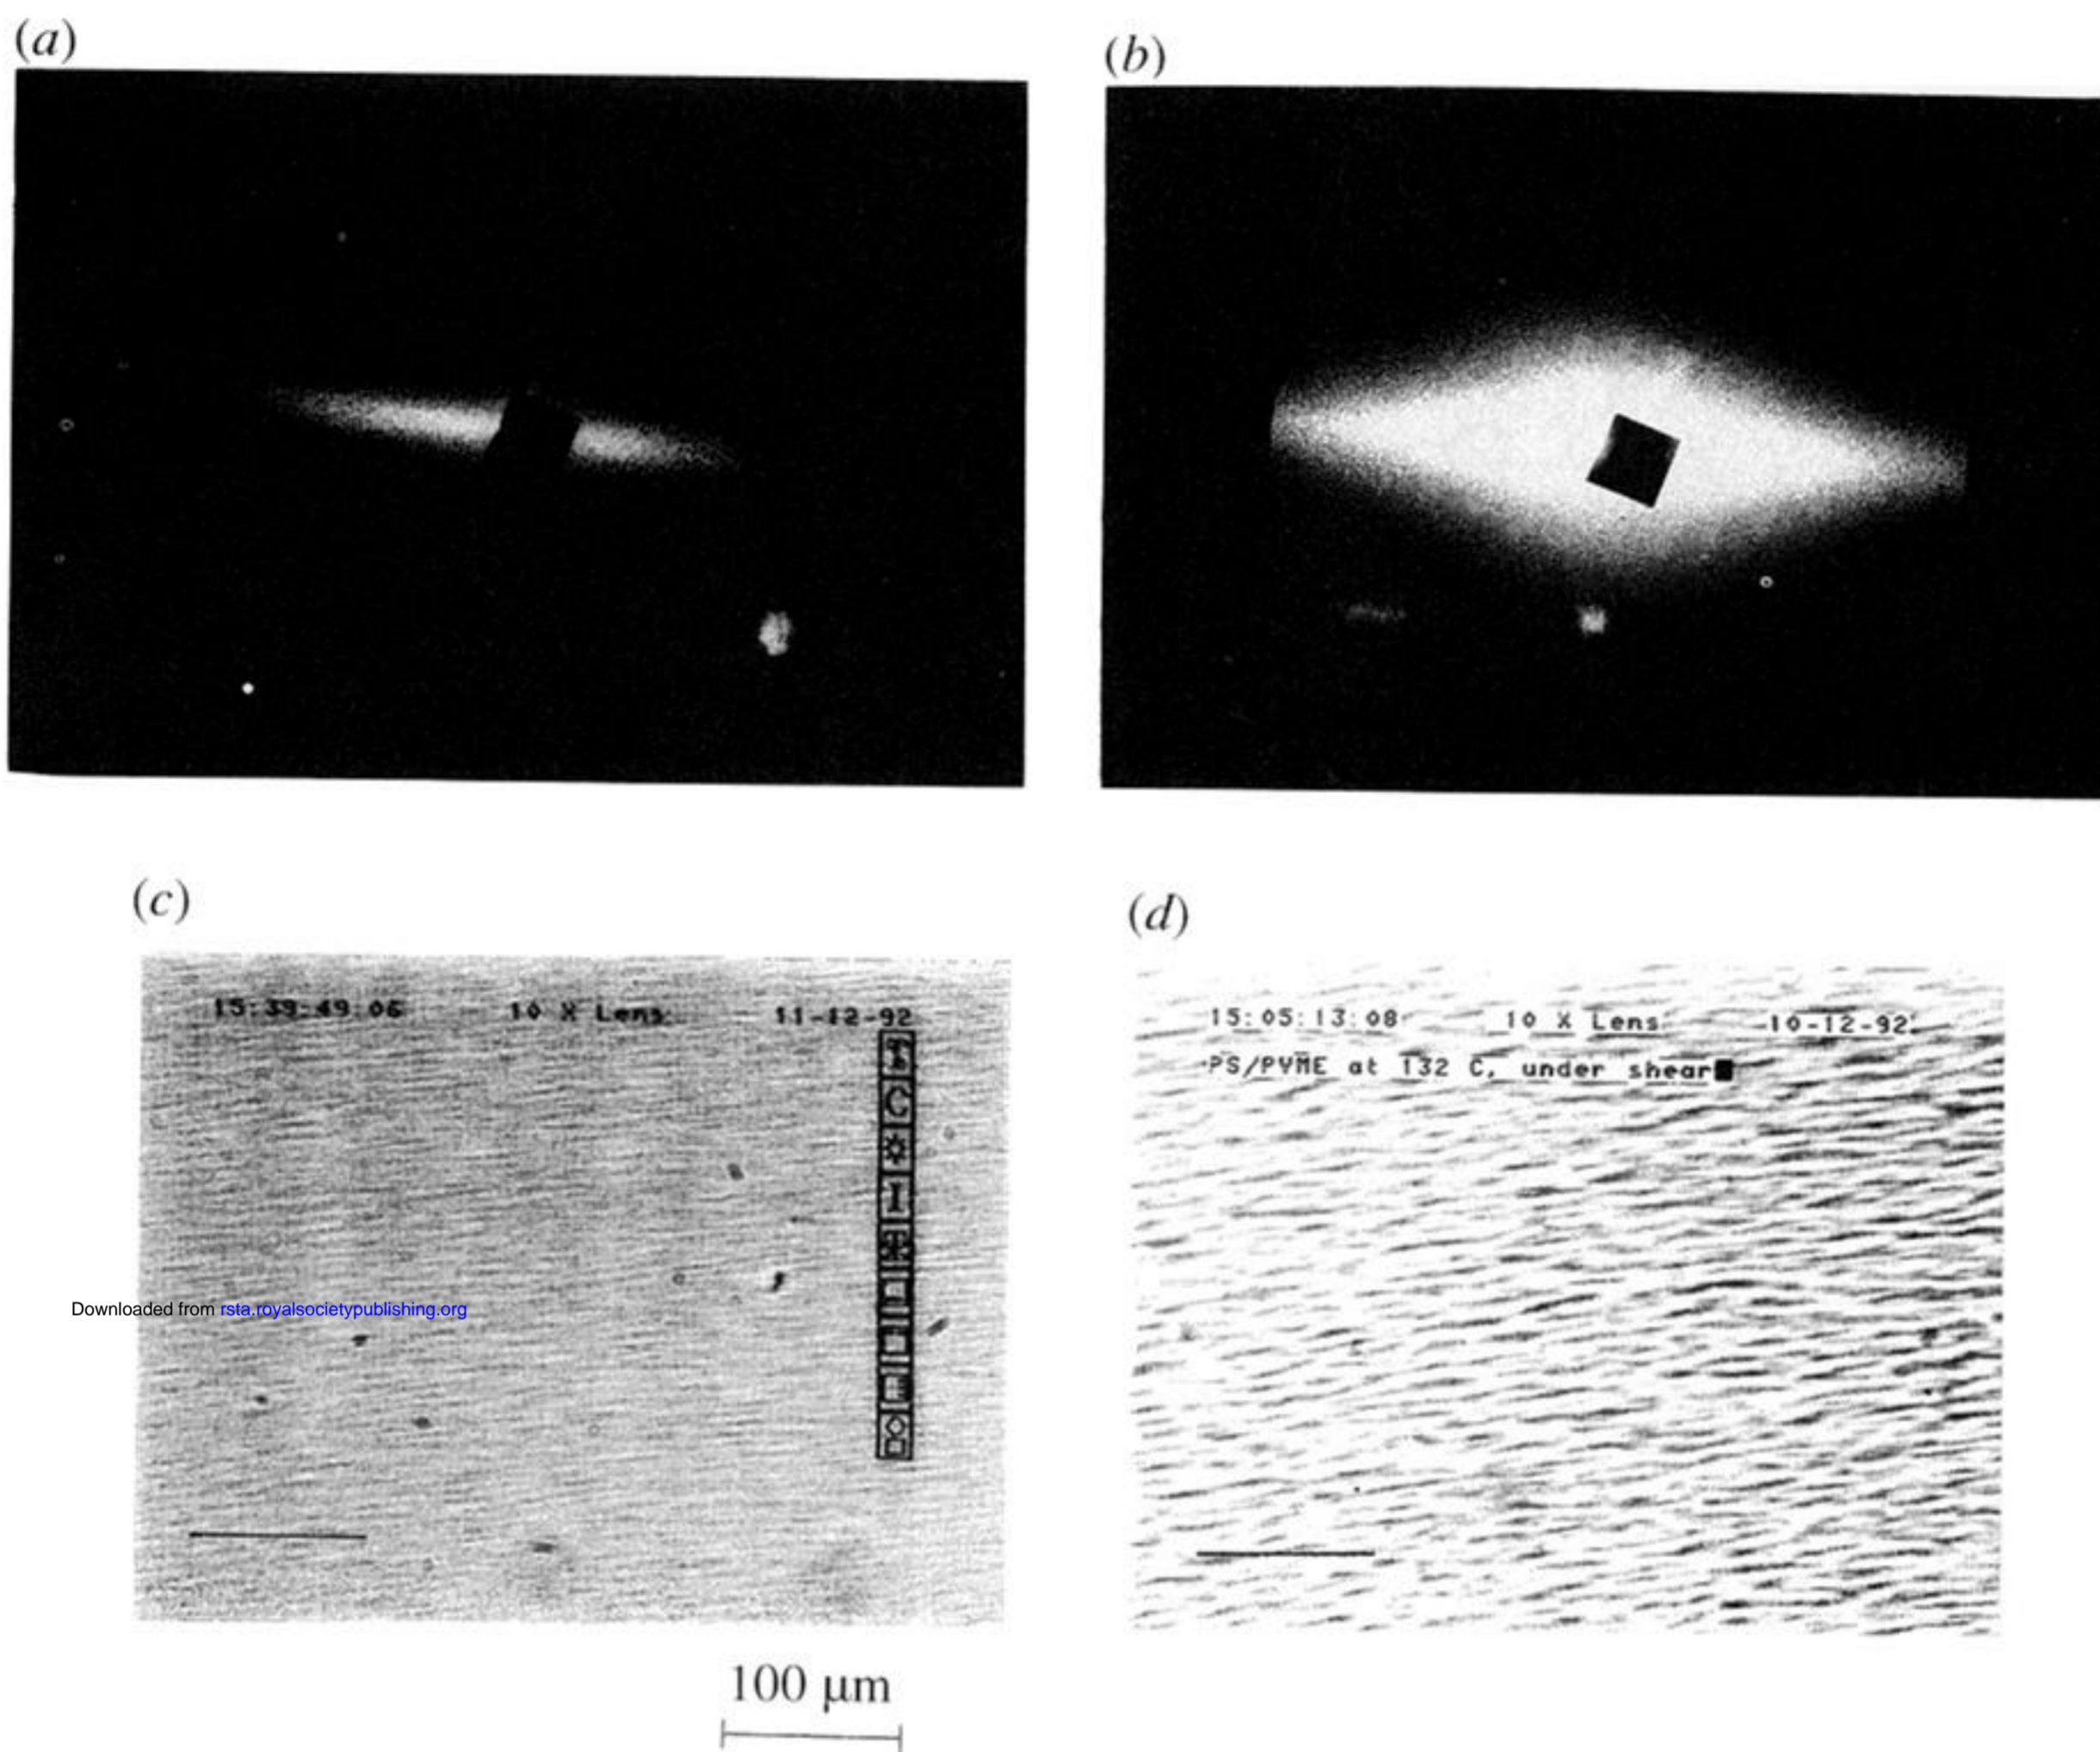 (a)
(b)
(c)
(d)
15:39:49:06 10 X Lens 11-12-92
T
C
I
15:05:13:08 10 X Lens 10-12-92
PS/PVME at 132 C, under shear
Downloaded from rsta.royalsocietypublishing.org
100 μm